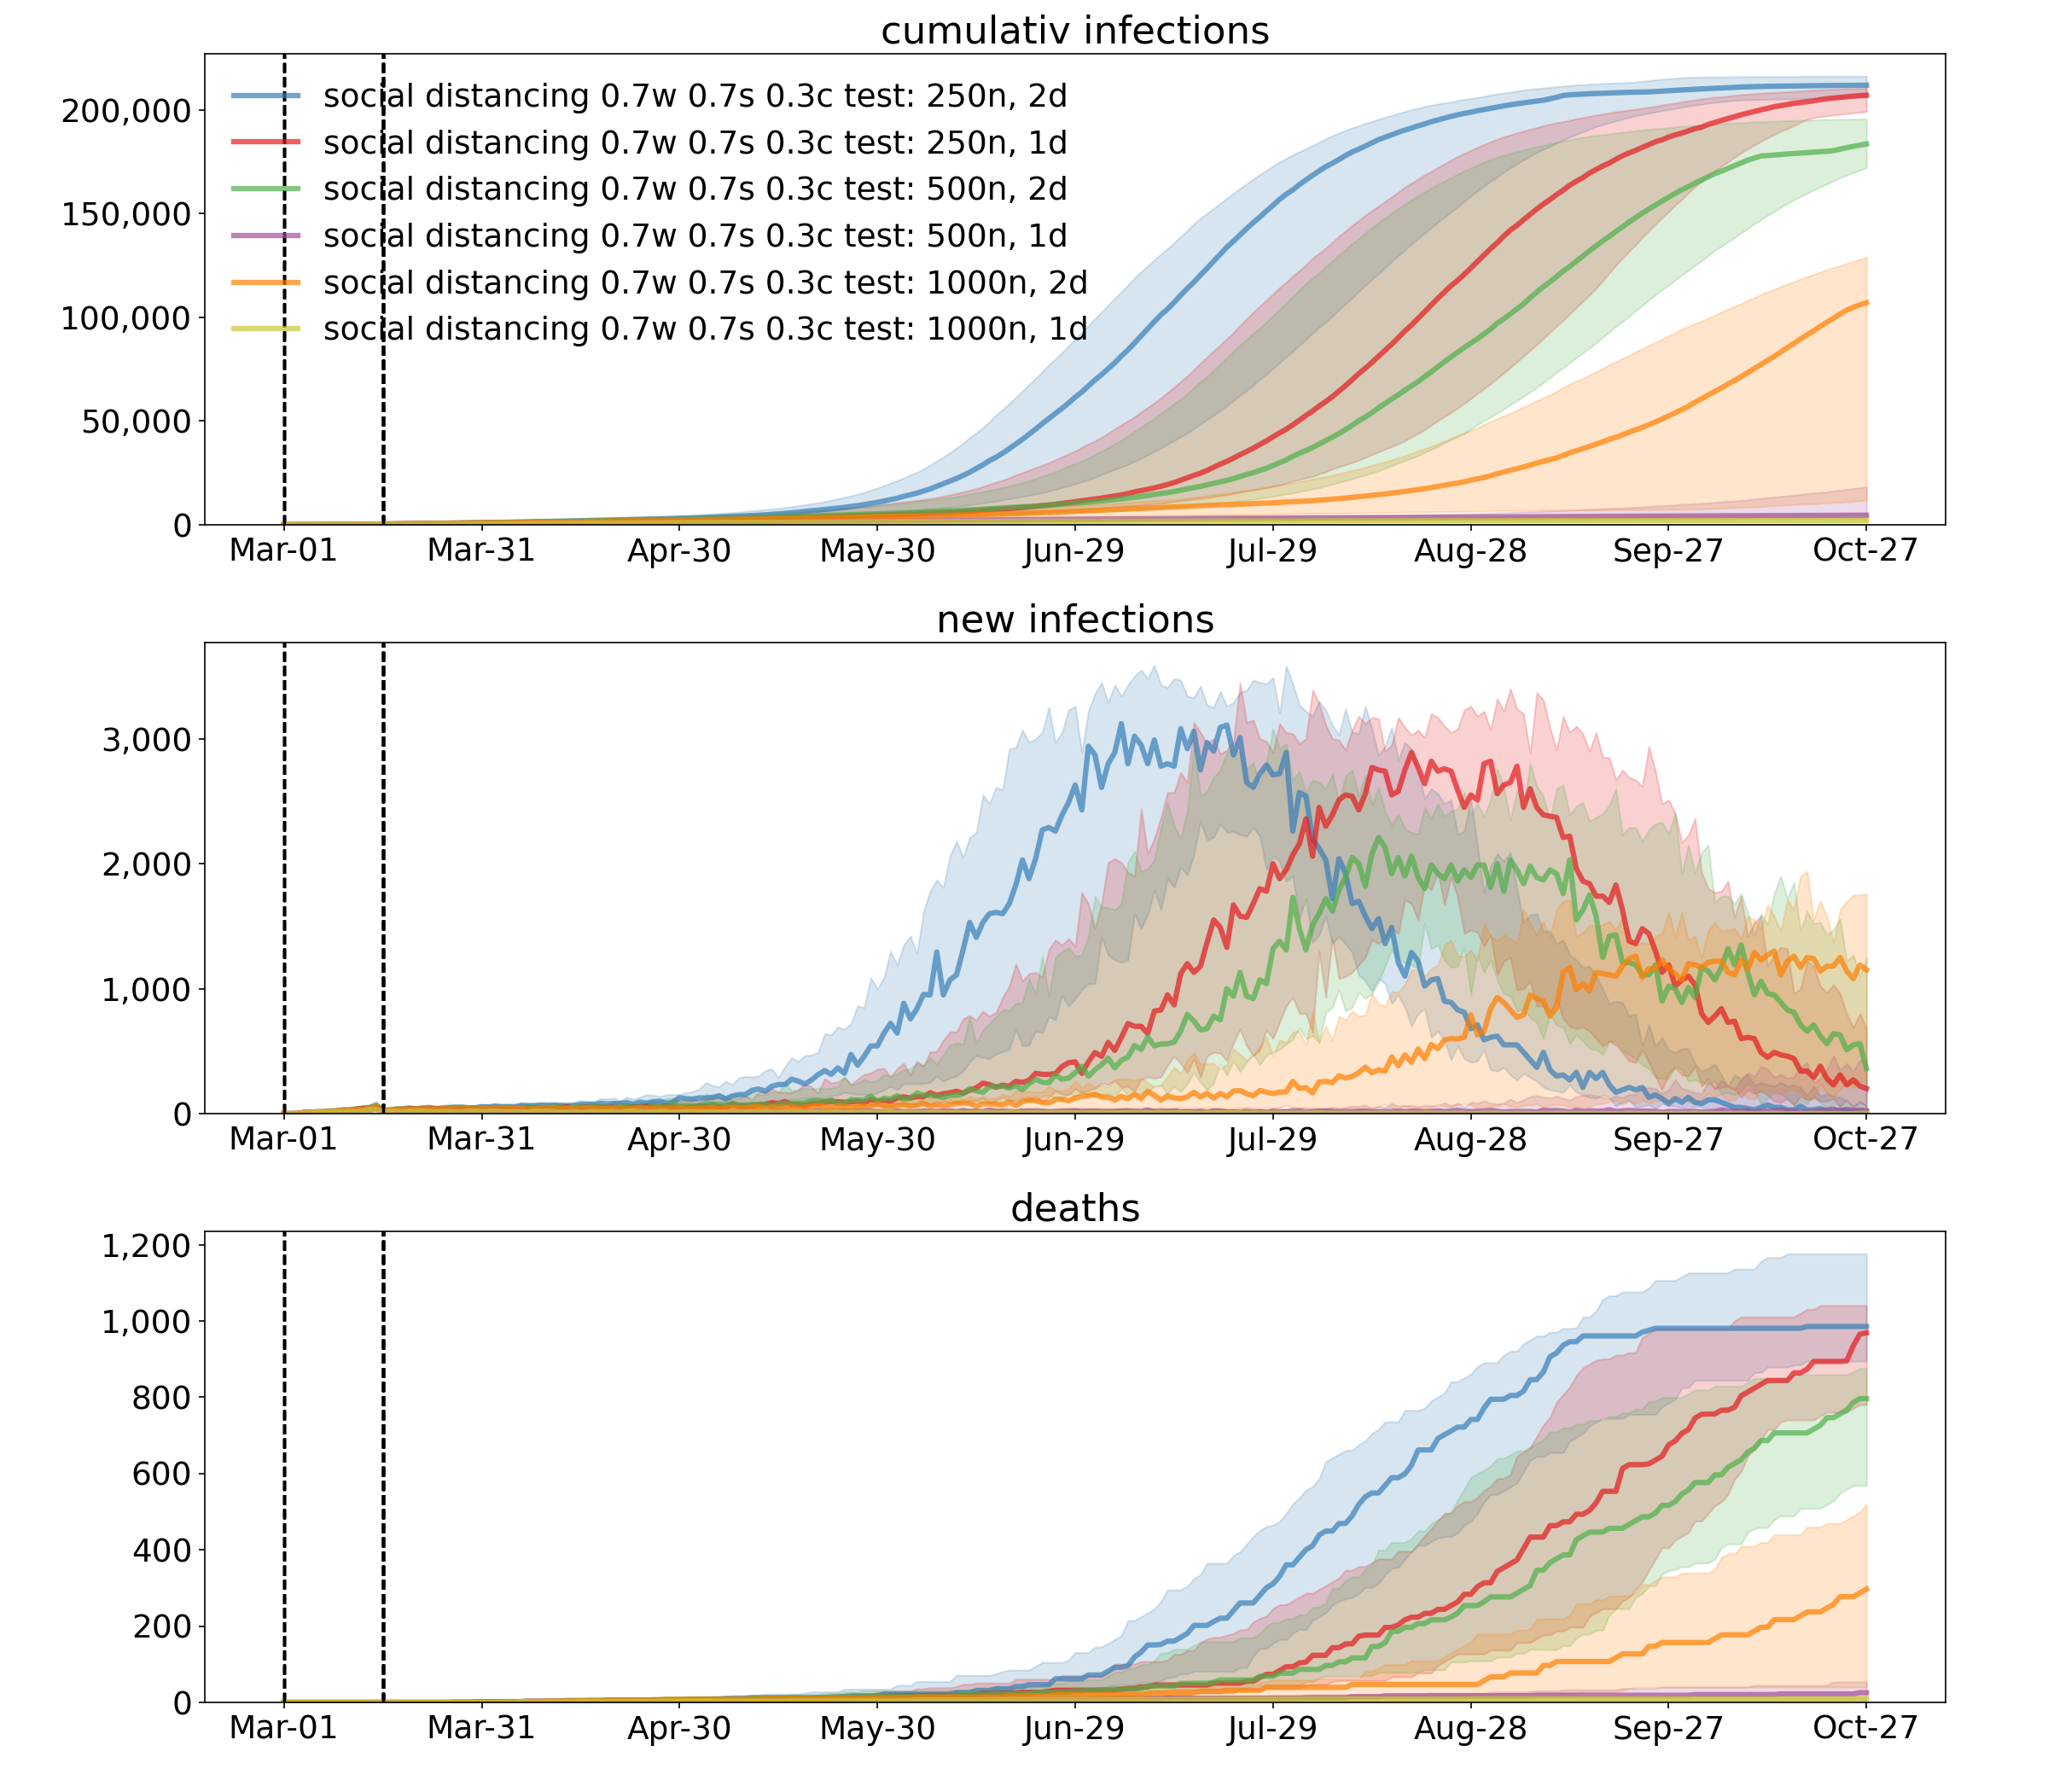 cumulativ infections
200,000
150,000
100,000
50,000
0
social distancing 0.7w 0.7s 0.3c test: 250n, 2d
social distancing 0.7w 0.7s 0.3c test: 250n, 1d
social distancing 0.7w 0.7s 0.3c test: 500n, 2d
social distancing 0.7w 0.7s 0.3c test: 500n, 1d
social distancing 0.7w 0.7s 0.3c test: 1000n, 2d
social distancing 0.7w 0.7s 0.3c test: 1000n, 1d
Mar-01 Mar-31 Apr-30 May-30 Jun-29 Jul-29 Aug-28 Sep-27 Oct-27
new infections
3,000
2,000
1,000
0
Mar-01 Mar-31 Apr-30 May-30 Jun-29 Jul-29 Aug-28 Sep-27 Oct-27
deaths
1,200
1,000
800
600
400
200
0
Mar-01 Mar-31 Apr-30 May-30 Jun-29 Jul-29 Aug-28 Sep-27 Oct-27